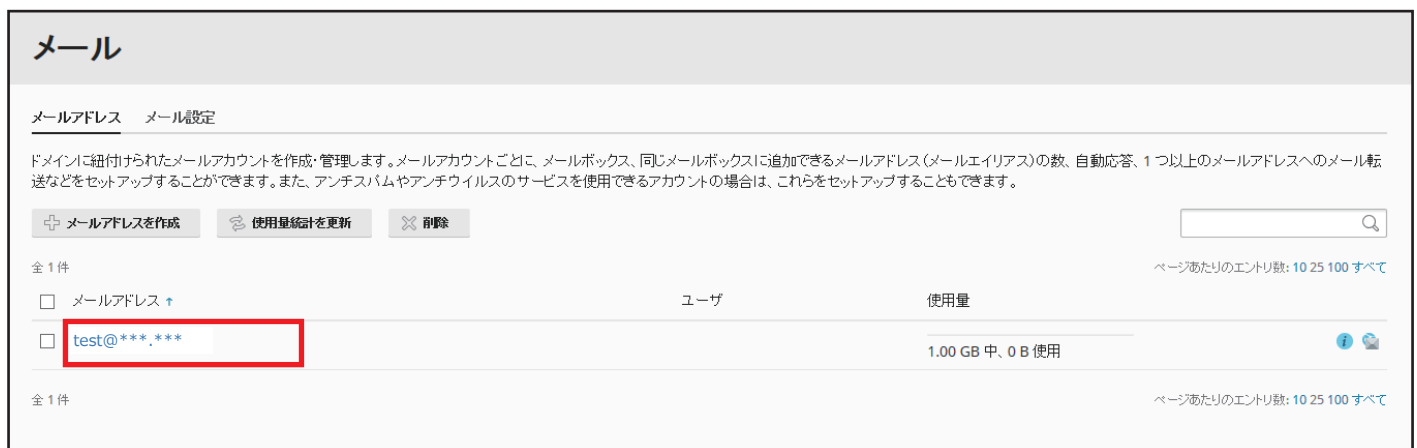 メール
メールアドレス メール設定
ドメインに紐付けられたメールアカウントを作成・管理します。メールアカウントごとに、メールボックス、同じメールボックスに追加できるメールアドレス(メールエイリアス)の数、自動応答、1 つ以上のメールアドレスへのメール転
送などをセットアップすることができます。また、アンチスパムやアンチウイルスのサービスを使用できるアカウントの場合は、これらをセットアップすることもできます。
メールアドレスを作成 使用量統計を更新 削除
全 1 件 ページあたりのエントリ数: 10 25 100 すべて
メールアドレス ↑ ユーザ 使用量
test@***.***
1.00 GB 中、0 B 使用
全 1 件 ページあたりのエントリ数: 10 25 100 すべて